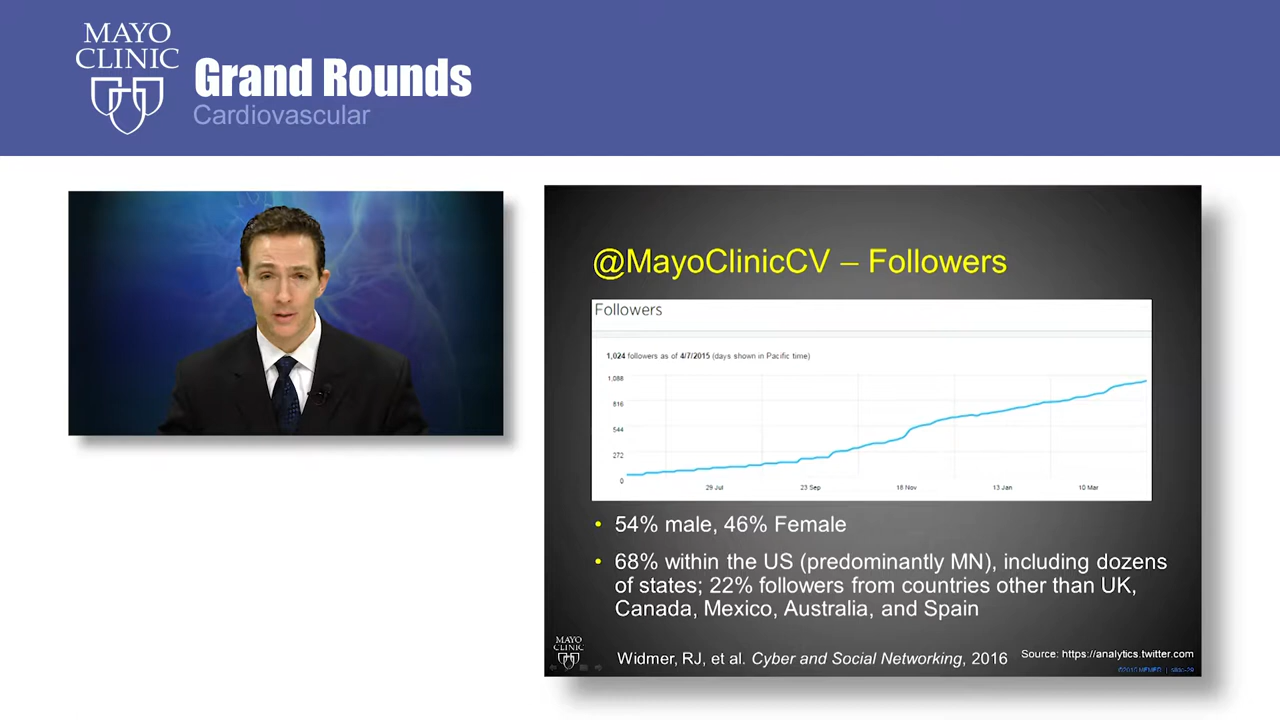 MAYO
CLINIC
Grand Rounds
Cardiovascular
@MayoClinicCV – Followers
Followers
1,024 followers as of 4/7/2015 (days shown in Pacific time)
1,088
816
544
272
0
29 Jul
23 Sep
18 Nov
13 Jan
10 Mar
• 54% male, 46% Female
• 68% within the US (predominantly MN), including dozens
of states; 22% followers from countries other than UK,
Canada, Mexico, Australia, and Spain
MAYO
CLINIC
Widmer, RJ, et al. Cyber and Social Networking, 2016
Source: https://analytics.twitter.com